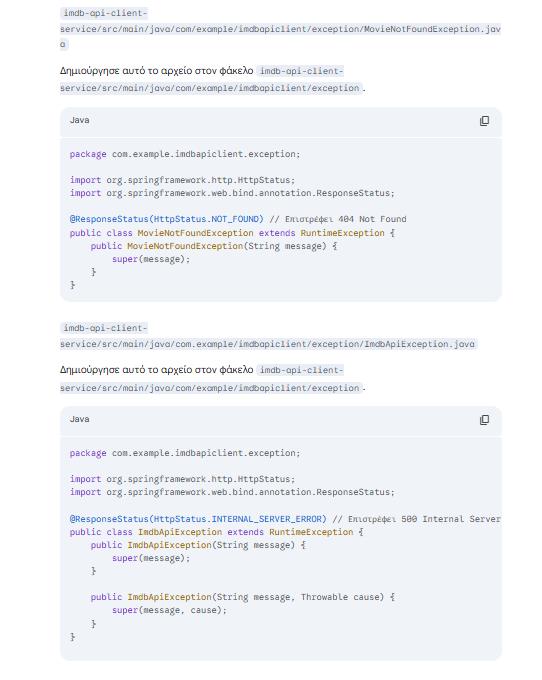 imdb-api-client-
service/src/main/java/com/example/imdbapiclient/exception/MovieNotFoundException.jav
a
Δημιούργησε αυτό το αρχείο στον φάκελο imdb-api-client-
service/src/main/java/com/example/imdbapiclient/exception .
Java
package com.example.imdbapiclient.exception;
import org.springframework.http.HttpStatus;
import org.springframework.web.bind.annotation.ResponseStatus;
@ResponseStatus(HttpStatus.NOT_FOUND) // Επιστρέφει 404 Not Found
public class MovieNotFoundException extends RuntimeException {
    public MovieNotFoundException(String message) {
        super(message);
    }
}
imdb-api-client-
service/src/main/java/com/example/imdbapiclient/exception/ImdbApiException.java
Δημιούργησε αυτό το αρχείο στον φάκελο imdb-api-client-
service/src/main/java/com/example/imdbapiclient/exception .
Java
package com.example.imdbapiclient.exception;
import org.springframework.http.HttpStatus;
import org.springframework.web.bind.annotation.ResponseStatus;
@ResponseStatus(HttpStatus.INTERNAL_SERVER_ERROR) // Επιστρέφει 500 Internal Server
public class ImdbApiException extends RuntimeException {
    public ImdbApiException(String message) {
        super(message);
    }
    public ImdbApiException(String message, Throwable cause) {
        super(message, cause);
    }
}